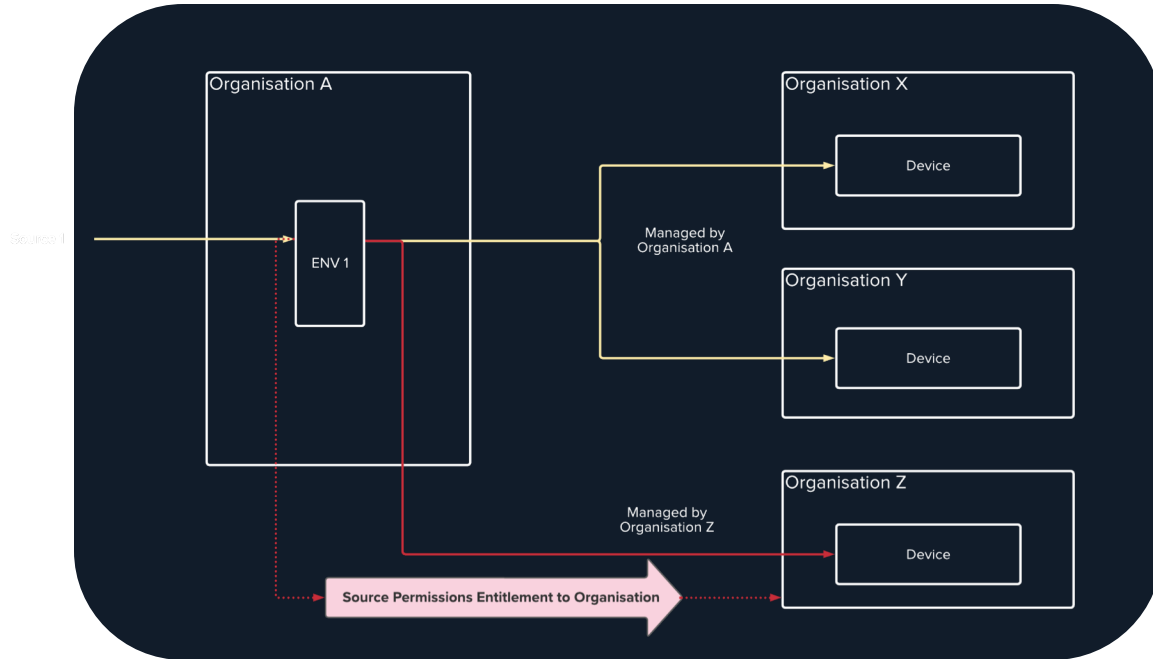 Organisation A
Organisation X
Device
Managed by
Organisation A
ENV 1
Organisation Y
Device
Organisation Z
Managed by
Organisation Z
Device
Source Permissions Entitlement to Organisation